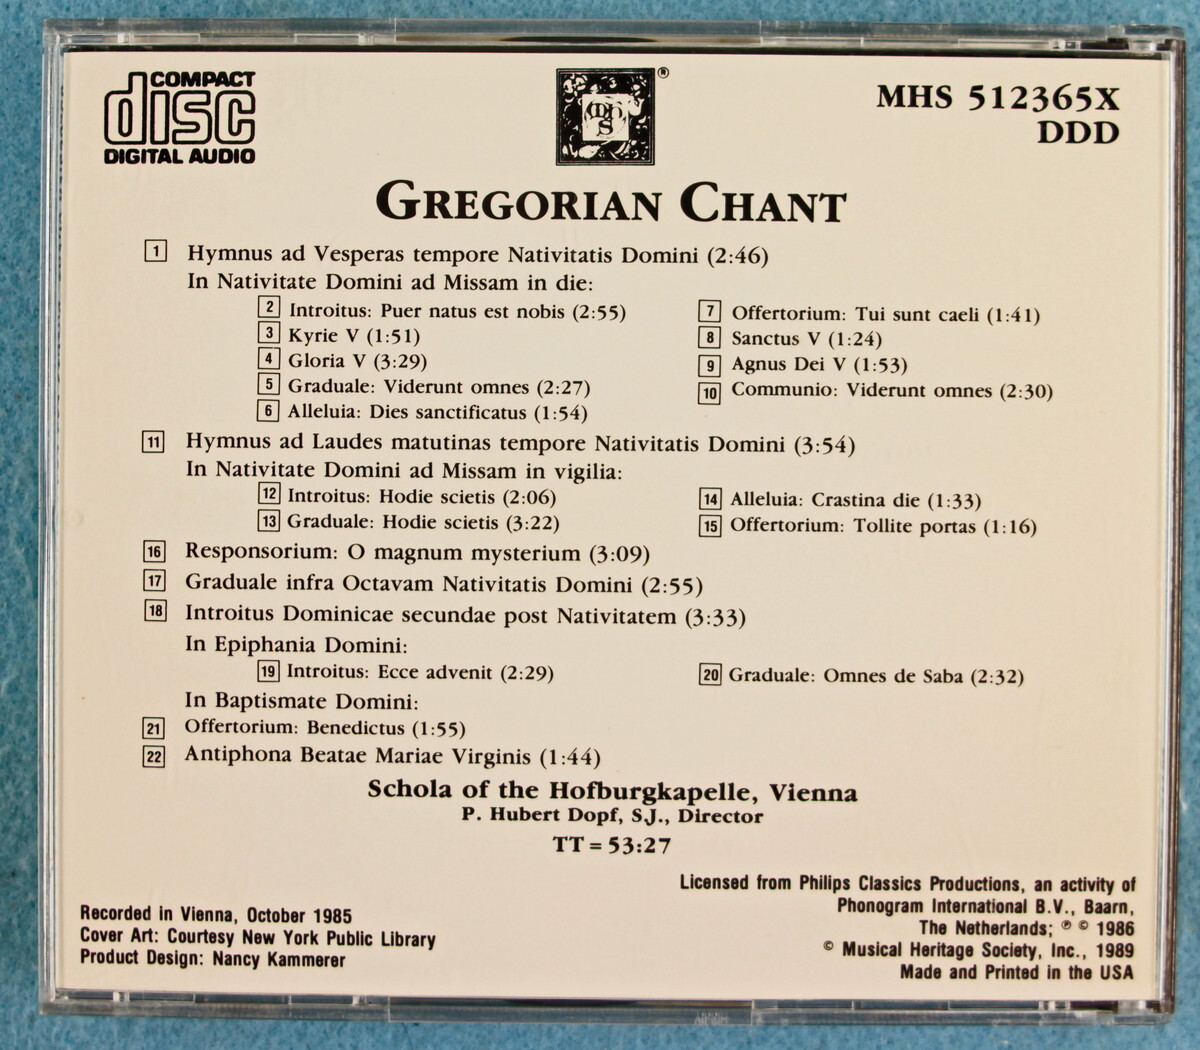 COMPACT
disc
DIGITAL AUDIO
®
MHS
MHS 512365X
DDD
GREGORIAN CHANT
1 Hymnus ad Vesperas tempore Nativitatis Domini (2:46)
In Nativitate Domini ad Missam in die:
2 Introitus: Puer natus est nobis (2:55)
3 Kyrie V (1:51)
4 Gloria V (3:29)
5 Graduale: Viderunt omnes (2:27)
6 Alleluia: Dies sanctificatus (1:54)
7 Offertorium: Tui sunt caeli (1:41)
8 Sanctus V (1:24)
9 Agnus Dei V (1:53)
10 Communio: Viderunt omnes (2:30)
11 Hymnus ad Laudes matutinas tempore Nativitatis Domini (3:54)
In Nativitate Domini ad Missam in vigilia:
12 Introitus: Hodie scietis (2:06)
13 Graduale: Hodie scietis (3:22)
14 Alleluia: Crastina die (1:33)
15 Offertorium: Tollite portas (1:16)
16 Responsorium: O magnum mysterium (3:09)
17 Graduale infra Octavam Nativitatis Domini (2:55)
18 Introitus Dominicae secundae post Nativitatem (3:33)
In Epiphania Domini:
19 Introitus: Ecce advenit (2:29)
20 Graduale: Omnes de Saba (2:32)
In Baptismate Domini:
21 Offertorium: Benedictus (1:55)
22 Antiphona Beatae Mariae Virginis (1:44)
Schola of the Hofburgkapelle, Vienna
P. Hubert Dopf, S.J., Director
TT = 53:27
Recorded in Vienna, October 1985
Cover Art: Courtesy New York Public Library
Product Design: Nancy Kammerer
Licensed from Philips Classics Productions, an activity of
Phonogram International B.V., Baarn,
The Netherlands; ℗ © 1986
© Musical Heritage Society, Inc., 1989
Made and Printed in the USA